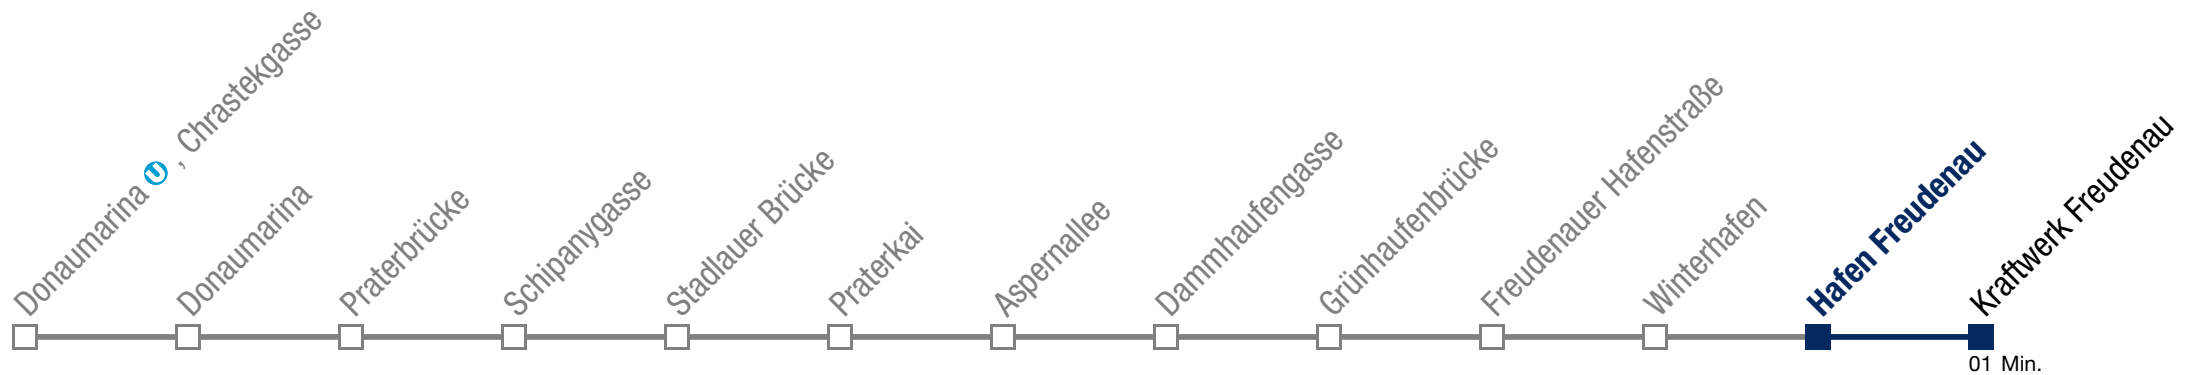 Donaumarina U , Chrastekgasse
Donaumarina
Praterbrücke
Schipanygasse
Stadlauer Brücke
Praterkai
Aspernallee
Dammhaufengasse
Grünhaufenbrücke
Freudenauer Hafenstraße
Winterhafen
Hafen Freudenau
Kraftwerk Freudenau
01 Min.